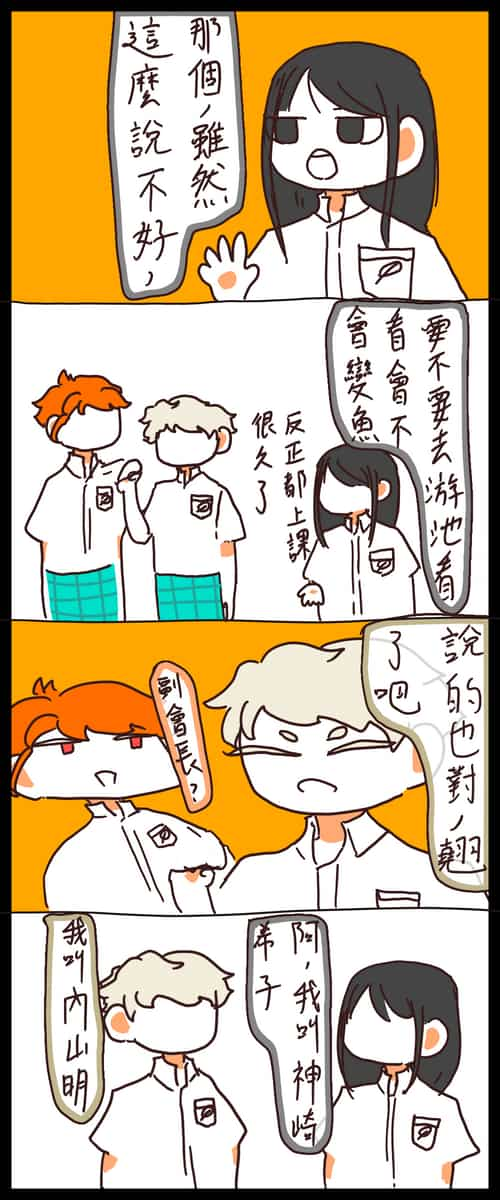 那個，雖然
這麼說不好，
要不要去游池看
看會不
會變魚
反正都上課
很久了
說的也對，翹
了吧
副會長？
阿，我叫神崎
弟子
我叫內山明